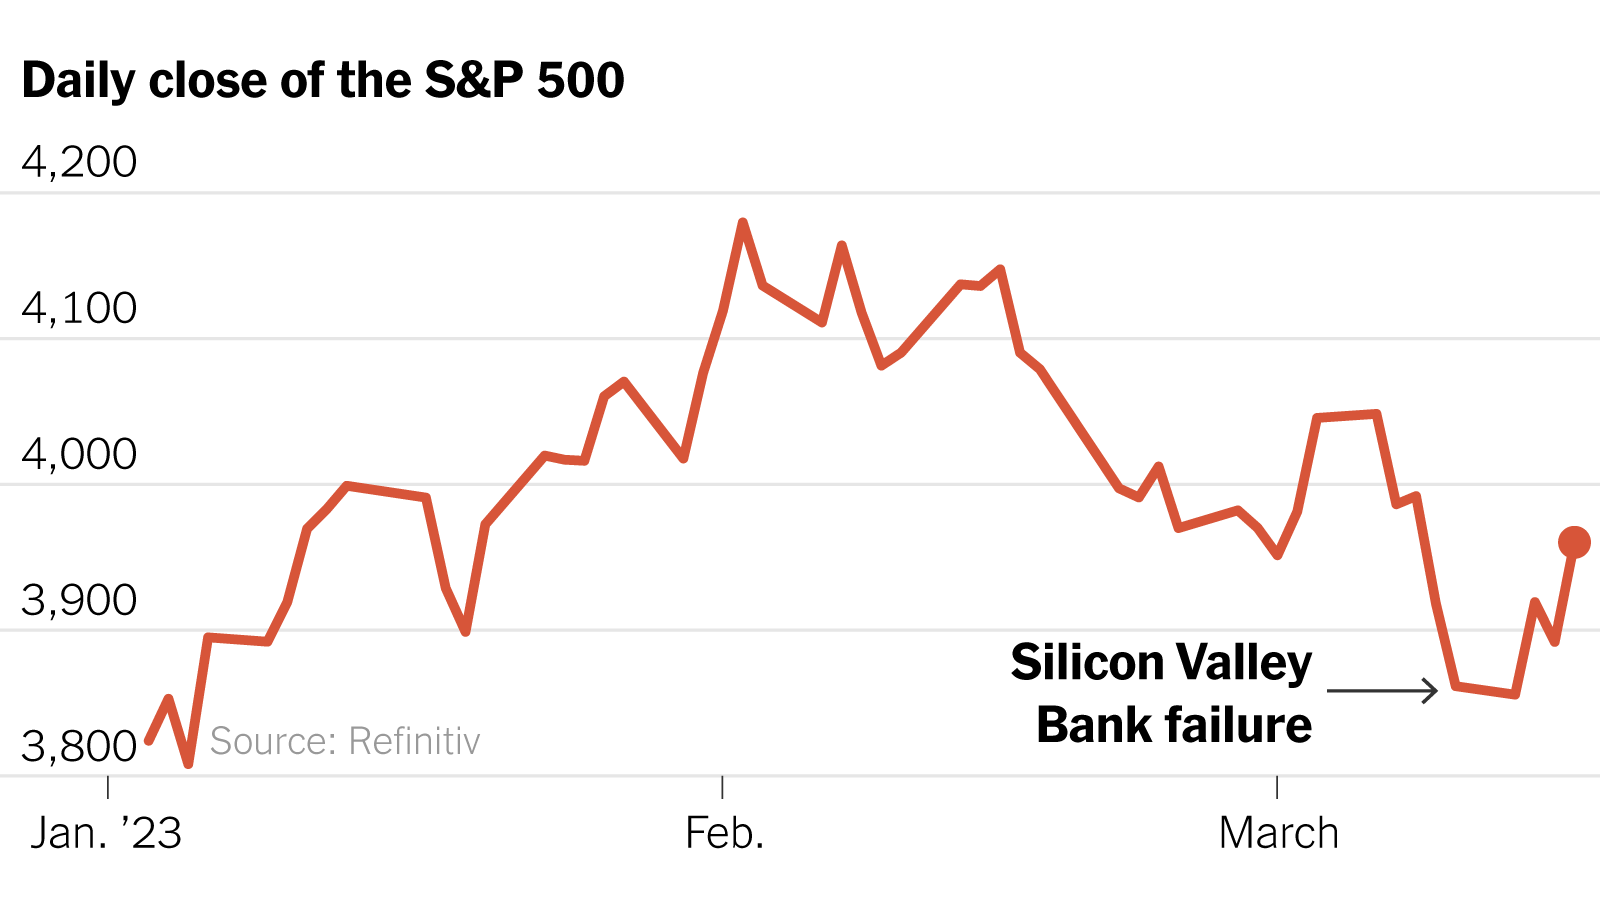 Daily close of the S&P 500
4,200
4,100
4,000
3,900
Silicon Valley
Bank failure
3,800
Source: Refinitiv
Jan. ’23
Feb.
March